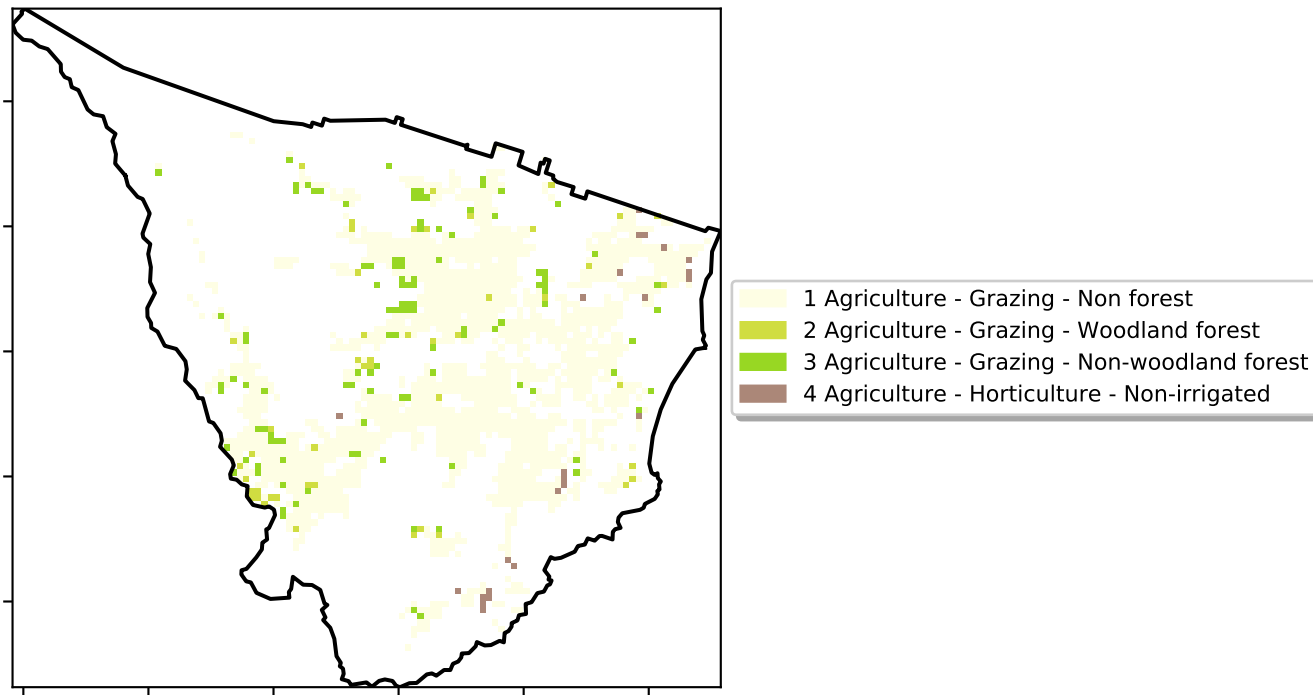 1 Agriculture - Grazing - Non forest
2 Agriculture - Grazing - Woodland forest
3 Agriculture - Grazing - Non-woodland forest
4 Agriculture - Horticulture - Non-irrigated